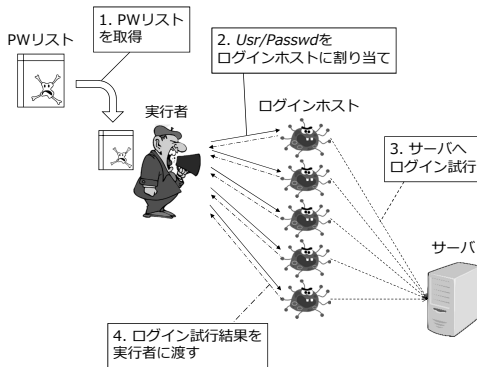 1. PWリスト
を取得
PWリスト
2. Usr/Passwdを
ログインホストに割り当て
実行者
ログインホスト
3. サーバへ
ログイン試行
サーバ
4. ログイン試行結果を
実行者に渡す